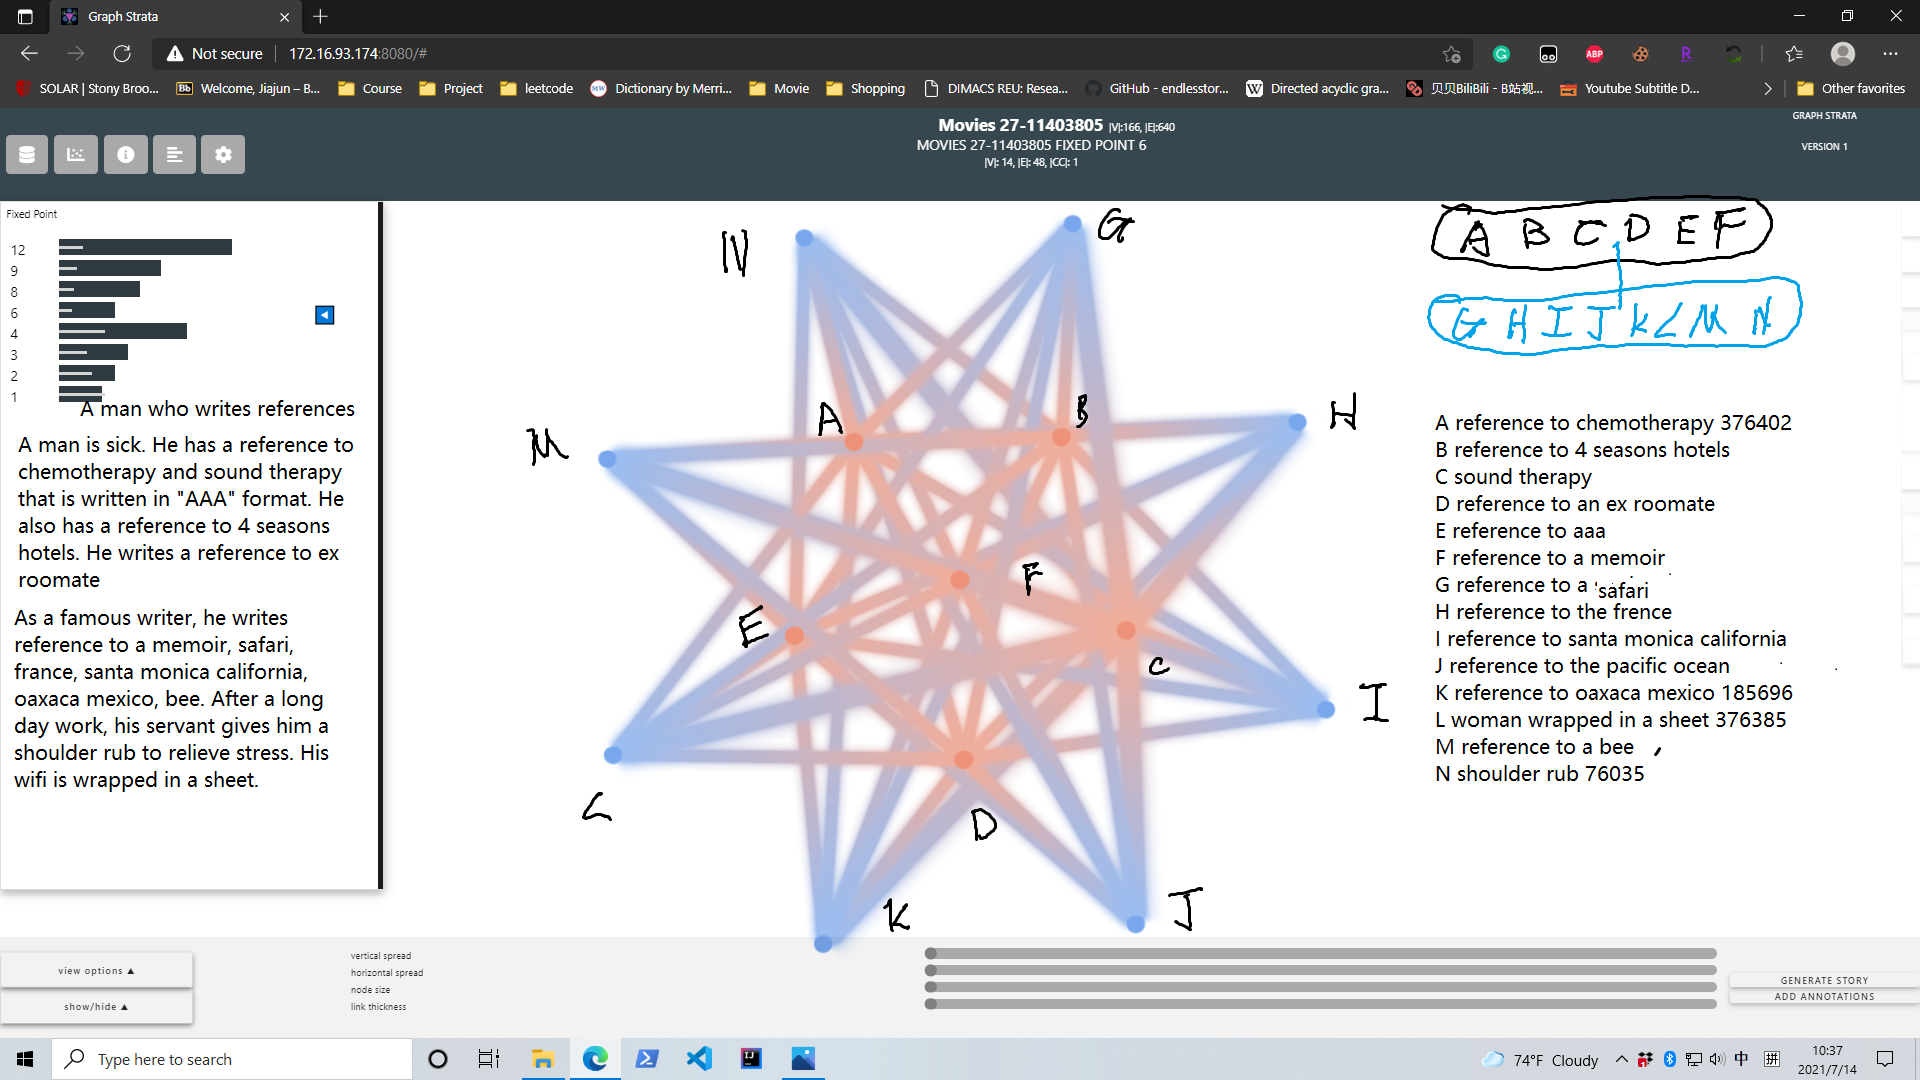 Graph Strata
Not secure
172.16.93.174:8080/#
SOLAR | Stony Broo...
Welcome, Jiajun – B...
Course
Project
leetcode
Dictionary by Merri...
Movie
Shopping
DIMACS REU: Resea...
GitHub - endlesstor...
Directed acyclic gra...
贝贝BiliBili - B站视...
Youtube Subtitle D...
Other favorites
Movies 27-11403805 |V|:166, |E|:640
MOVIES 27-11403805 FIXED POINT 6
|V|: 14, |E|: 48, |CC|: 1
GRAPH STRATA
VERSION 1
Fixed Point
12
9
8
6
4
3
2
1
A man who writes references
A man is sick. He has a reference to
chemotherapy and sound therapy
that is written in "AAA" format. He
also has a reference to 4 seasons
hotels. He writes a reference to ex
roomate
As a famous writer, he writes
reference to a memoir, safari,
france, santa monica california,
oaxaca mexico, bee. After a long
day work, his servant gives him a
shoulder rub to relieve stress. His
wifi is wrapped in a sheet.
N
G
A
B
H
M
F
E
C
I
L
D
K
J
A B C D E F
G H I J K L M N
A reference to chemotherapy 376402
B reference to 4 seasons hotels
C sound therapy
D reference to an ex roomate
E reference to aaa
F reference to a memoir
G reference to a safari
H reference to the frence
I reference to santa monica california
J reference to the pacific ocean
K reference to oaxaca mexico 185696
L woman wrapped in a sheet 376385
M reference to a bee
N shoulder rub 76035
view options ▲
show/hide ▲
vertical spread
horizontal spread
node size
link thickness
GENERATE STORY
ADD ANNOTATIONS
Type here to search
74°F Cloudy
中
拼
10:37
2021/7/14